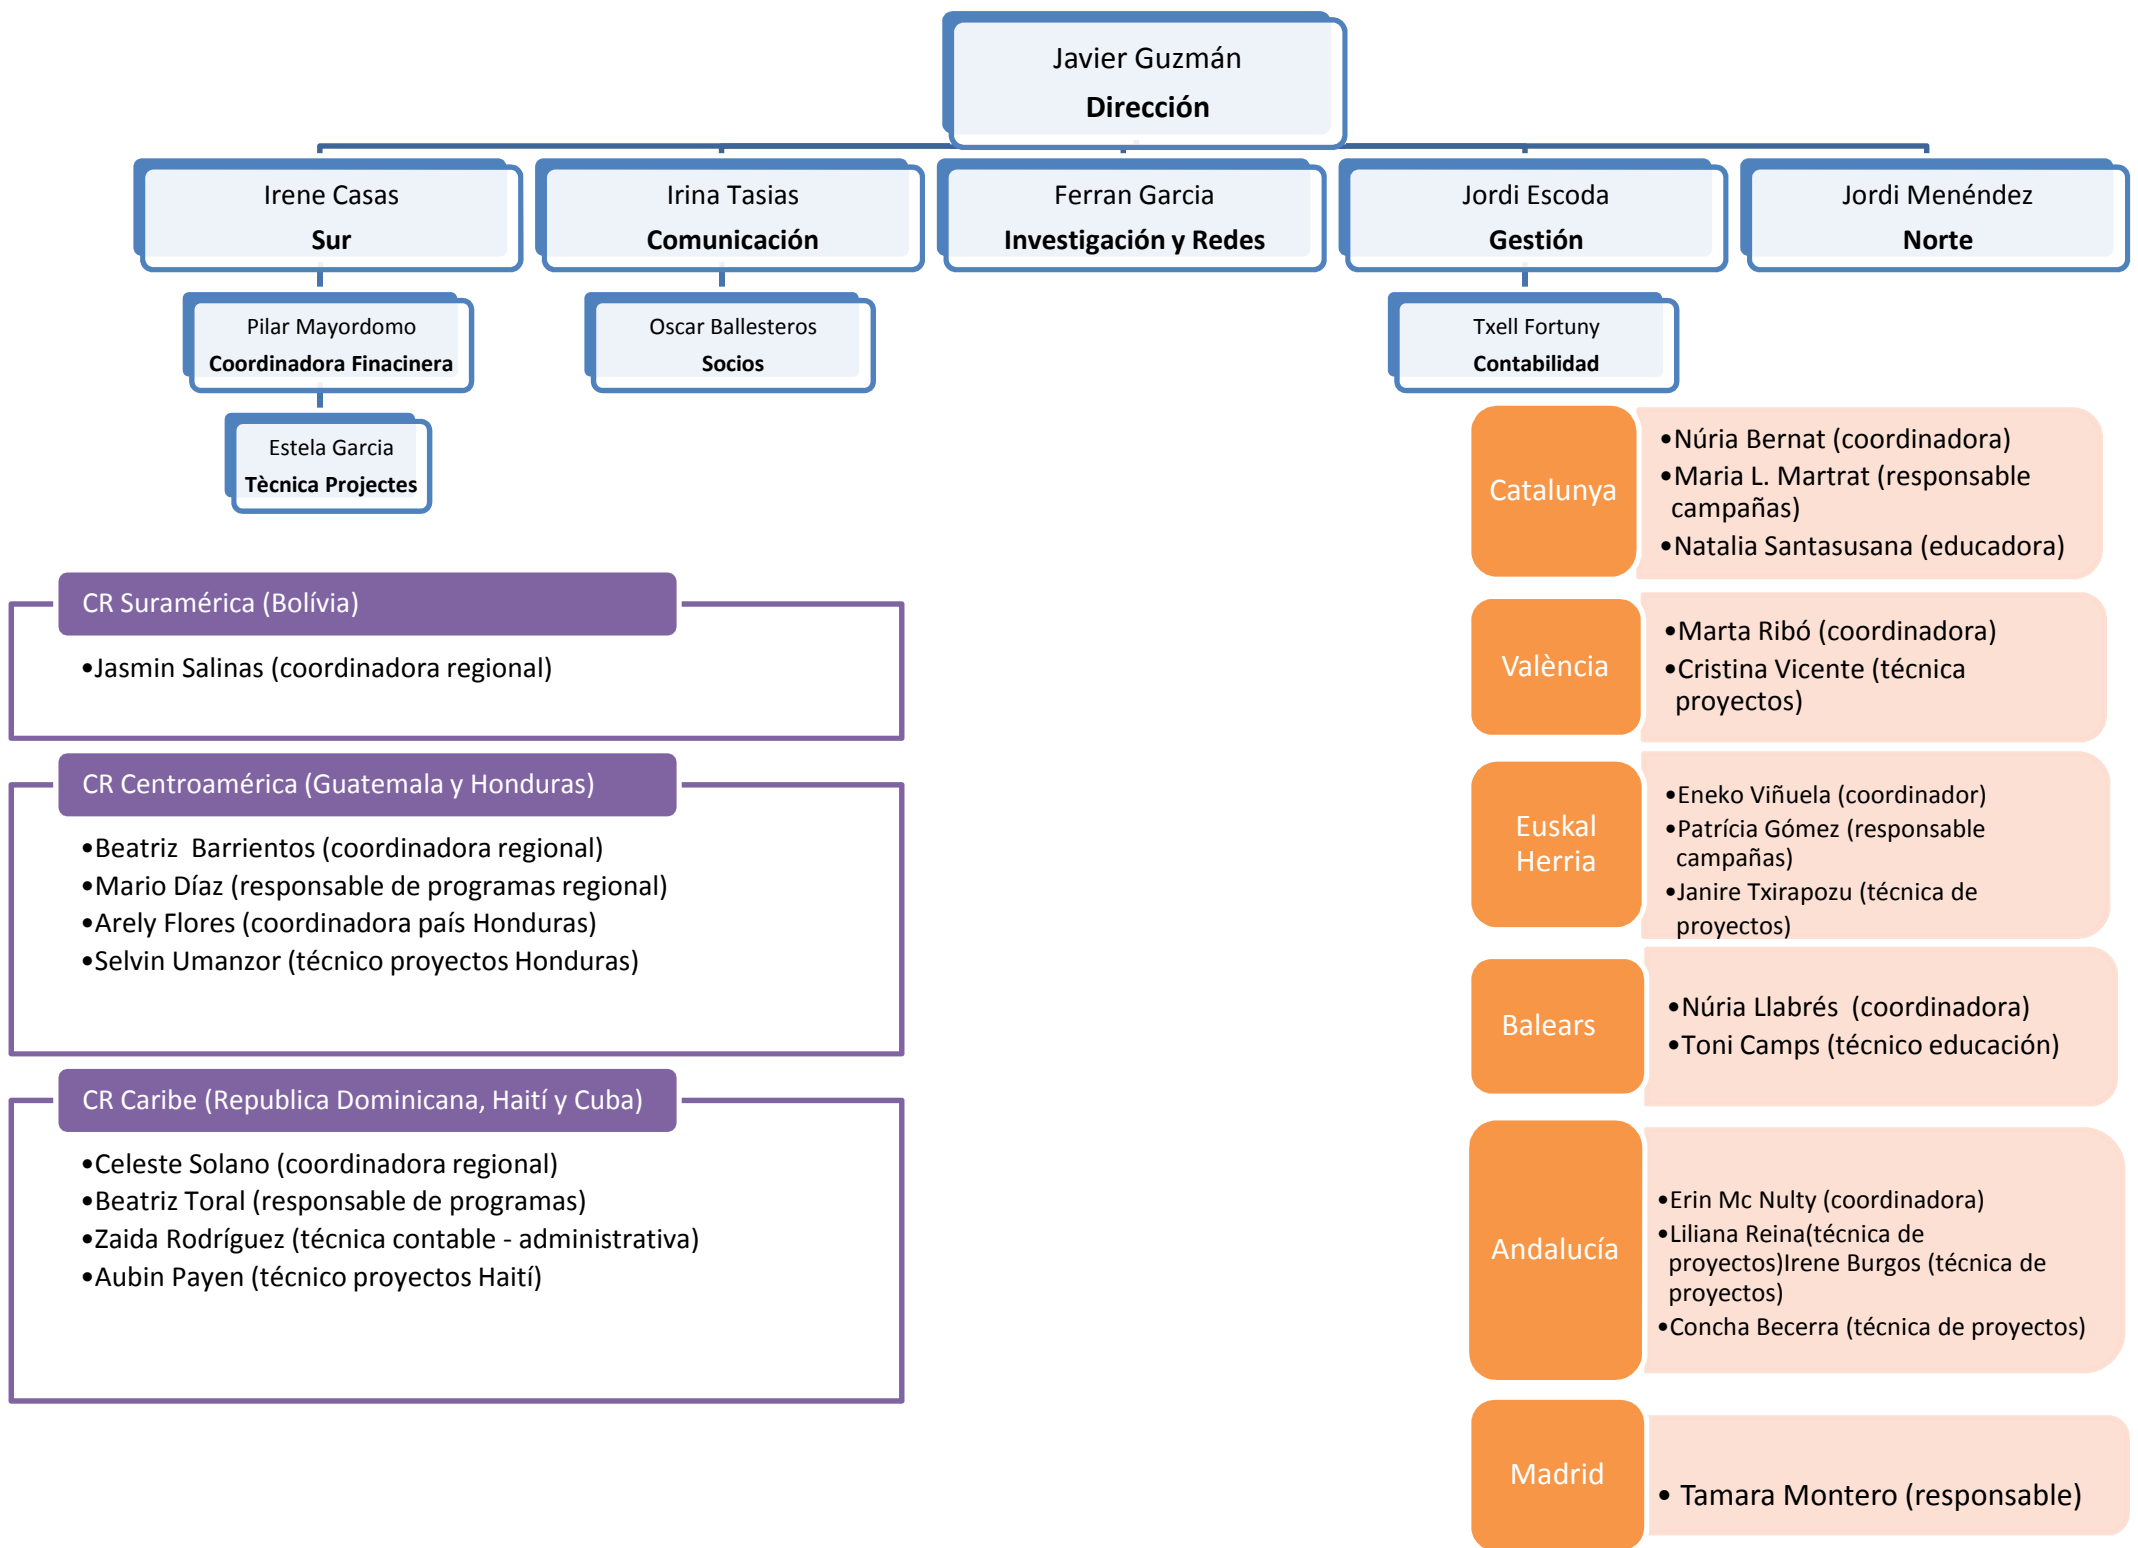 Javier Guzmán
Dirección
Irene Casas
Sur
Irina Tasias
Comunicación
Ferran Garcia
Investigación y Redes
Jordi Escoda
Gestión
Jordi Menéndez
Norte
Pilar Mayordomo
Coordinadora Finacinera
Oscar Ballesteros
Socios
Txell Fortuny
Contabilidad
Estela Garcia
Tècnica Projectes
CR Suramérica (Bolívia)
•Jasmin Salinas (coordinadora regional)
CR Centroamérica (Guatemala y Honduras)
•Beatriz  Barrientos (coordinadora regional)
•Mario Díaz (responsable de programas regional)
•Arely Flores (coordinadora país Honduras)
•Selvin Umanzor (técnico proyectos Honduras)
CR Caribe (Republica Dominicana, Haití y Cuba)
•Celeste Solano (coordinadora regional)
•Beatriz Toral (responsable de programas)
•Zaida Rodríguez (técnica contable - administrativa)
•Aubin Payen (técnico proyectos Haití)
Catalunya
•Núria Bernat (coordinadora)
•Maria L. Martrat (responsable
campañas)
•Natalia Santasusana (educadora)
València
•Marta Ribó (coordinadora)
•Cristina Vicente (técnica
proyectos)
Euskal
Herria
•Eneko Viñuela (coordinador)
•Patrícia Gómez (responsable
campañas)
•Janire Txirapozu (técnica de
proyectos)
Balears
•Núria Llabrés  (coordinadora)
•Toni Camps (técnico educación)
Andalucía
•Erin Mc Nulty (coordinadora)
•Liliana Reina(técnica de
proyectos)Irene Burgos (técnica de
proyectos)
•Concha Becerra (técnica de proyectos)
Madrid
• Tamara Montero (responsable)